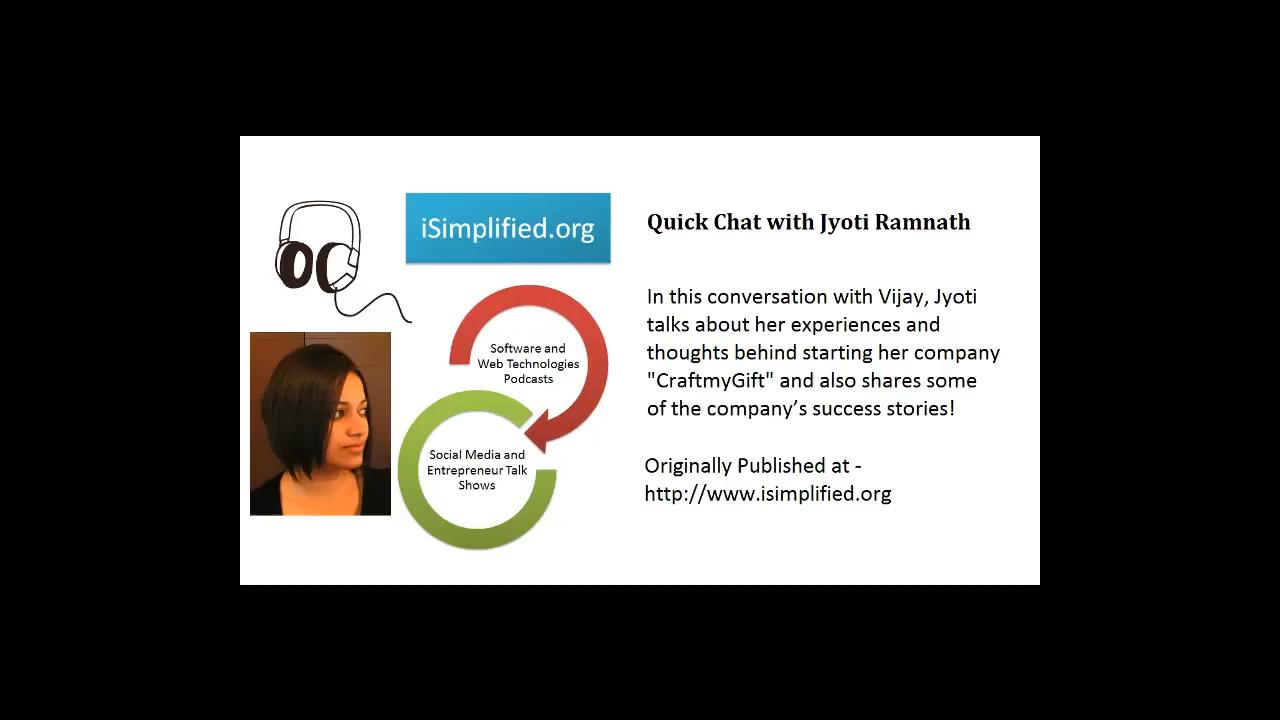 iSimplified.org
Software and
Web Technologies
Podcasts
Social Media and
Entrepreneur Talk
Shows
Quick Chat with Jyoti Ramnath
In this conversation with Vijay, Jyoti
talks about her experiences and
thoughts behind starting her company
"CraftmyGift" and also shares some
of the company’s success stories!
Originally Published at -
http://www.isimplified.org